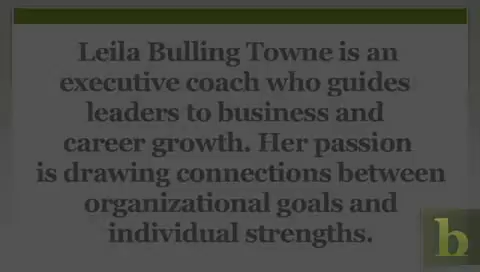 Leila Bulling Towne is an
executive coach who guides
leaders to business and
career growth. Her passion
is drawing connections between
organizational goals and
individual strengths.
b